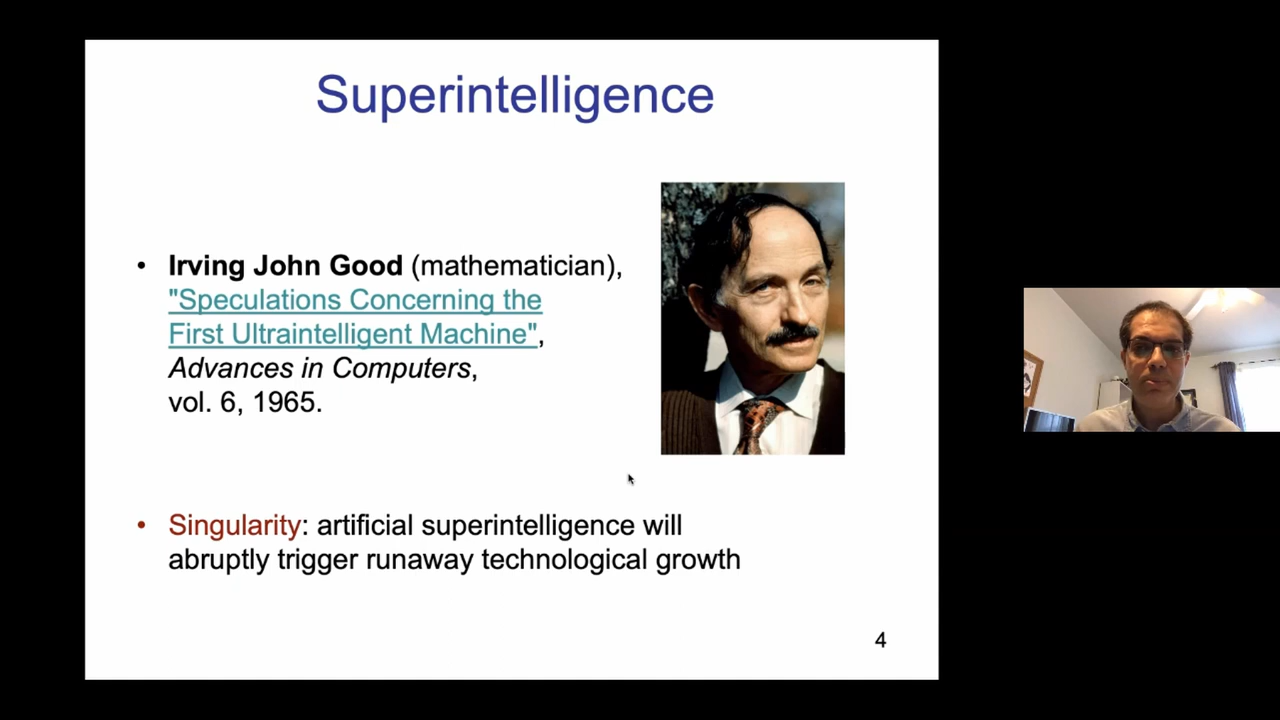 Superintelligence
• Irving John Good (mathematician),
"Speculations Concerning the
First Ultraintelligent Machine",
Advances in Computers,
vol. 6, 1965.
• Singularity: artificial superintelligence will
abruptly trigger runaway technological growth
4